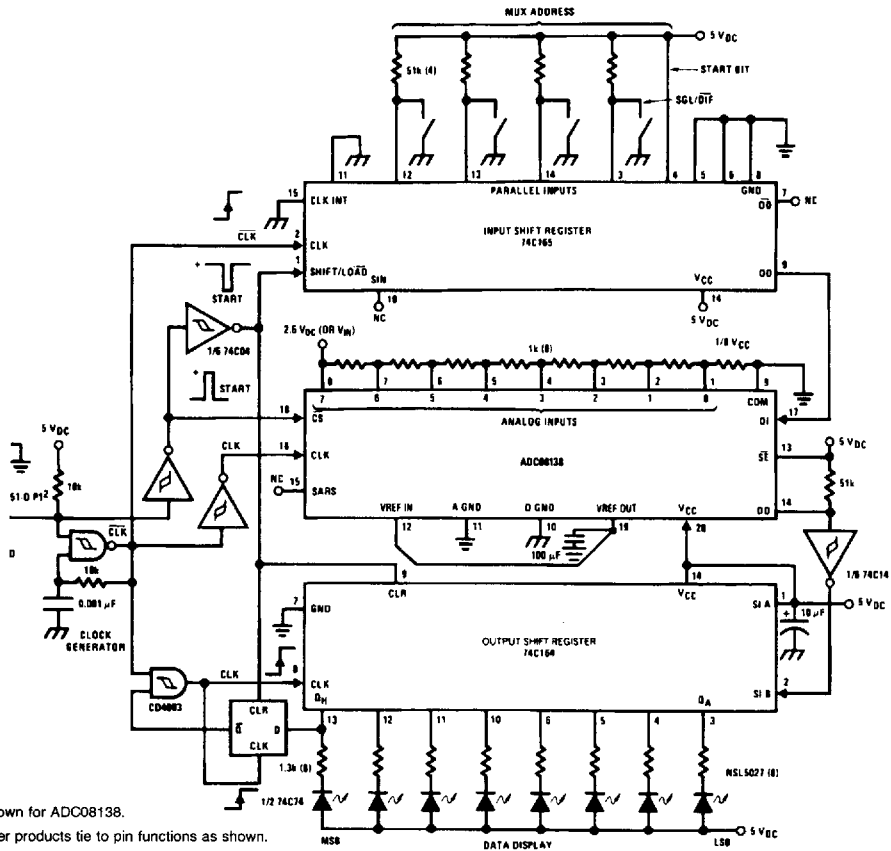 MUX ADDRESS
5 VDC
51k (4)
START BIT
SGL/DIF
11
12
13
14
3
4
5
6
8
PARALLEL INPUTS
GND
15
CLK INT
7
NC
INPUT SHIFT REGISTER
74C165
CLK
2
CLK
1
SHIFT/LOAD
SIN
VCC
9
10
NC
14
5 VDC
+
START
1/6 74C04
2.5 VDC (OR VIN)
1k (8)
1/8 VCC
+
START
8
7
6
5
4
3
2
1
9
7
6
5
4
3
2
1
0
COM
ANALOG INPUTS
DI
17
18
CS
CLK
16
CLK
ADC08138
SE
13
5 VDC
51k
NC
15
SARS
DO
14
VREF IN
A GND
D GND
VREF OUT
VCC
12
11
10
19
20
100 µF
1/6 74C14
5 VDC
10k
51-D P1 2
D
CLK
10k
0.001 µF
CLOCK
GENERATOR
9
CLR
14
VCC
7
GND
SI A
1
5 VDC
+
10 µF
OUTPUT SHIFT REGISTER
74C164
CLK
8
CLK
2
SI B
QH
QA
CLR
Q
D
CLK
13
12
11
10
6
5
4
3
1.3k (8)
NSL5027 (8)
1/2 74C74
MSB
DATA DISPLAY
LSB
5 VDC
own for ADC08138.
er products tie to pin functions as shown.